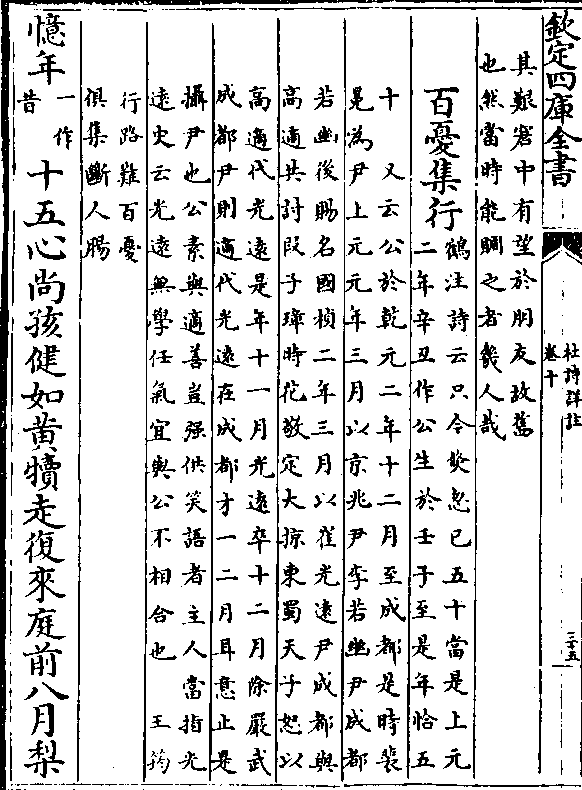 欽定四庫全書
杜詩詳註
卷十
三十五
其艱窘中有望於朋友故舊
也然當時能賙之者幾人哉
百憂集行
鶴注詩云只今倏忽已五十當是上元
二年辛丑作公生於壬子至是年恰五
十 又云公於乾元二年十二月至成都是時裴
冕為尹上元元年三月以京兆尹李若幽尹成都
若幽後賜名國楨二年三月以崔光遠尹成都與
高適共討段子璋時花敬定大掠東蜀天子怒以
高適代光遠是年十一月光遠卒十二月除嚴武
成都尹則適代光遠在成都才一二月耳意止是
攝尹也公素與適善豈强供笑語者主人當指光
遠史云光遠無學任氣宜與公不相合也 王筠
行路難百憂
俱集斷人腸
憶年一作昔十五心尚孩健如黃犢走復來庭前八月梨